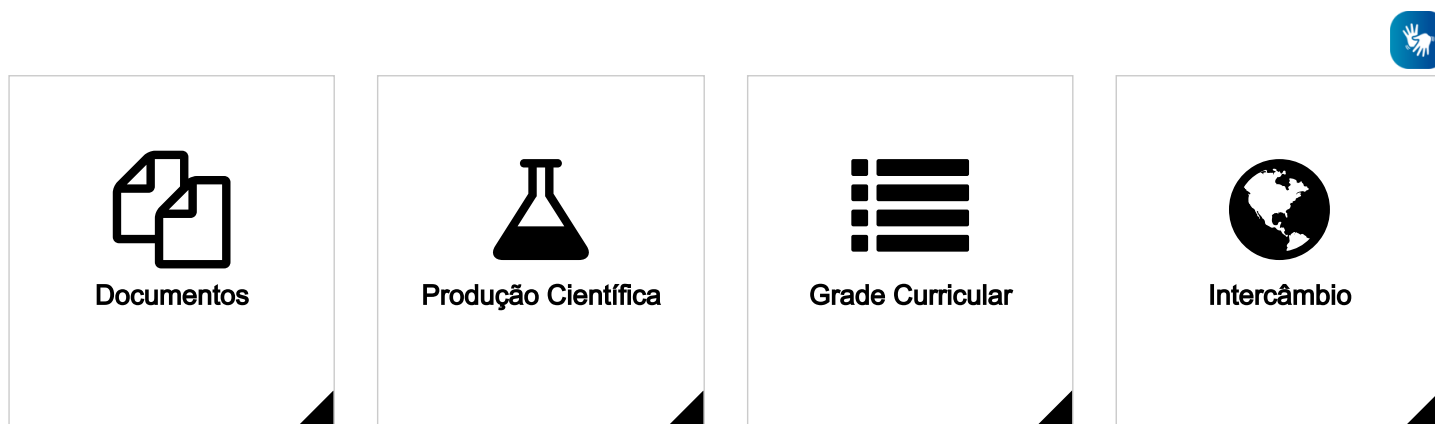 Documentos
Produção Científica
Grade Curricular
Intercâmbio